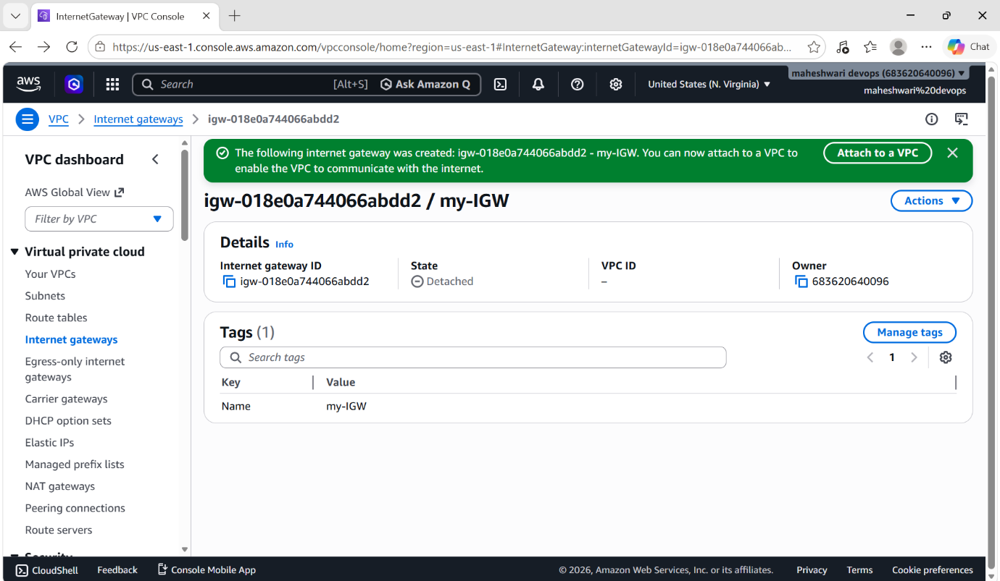 InternetGateway | VPC Console
https://us-east-1.console.aws.amazon.com/vpcconsole/home?region=us-east-1#InternetGateway:internetGatewayId=igw-018e0a744066ab...
Chat
aws
Search
[Alt+S]
Ask Amazon Q
United States (N. Virginia)
maheshwari devops (683620640096)
maheshwari%20devops
VPC
Internet gateways
igw-018e0a744066abdd2
VPC dashboard
AWS Global View
Filter by VPC
Virtual private cloud
Your VPCs
Subnets
Route tables
Internet gateways
Egress-only internet
gateways
Carrier gateways
DHCP option sets
Elastic IPs
Managed prefix lists
NAT gateways
Peering connections
Route servers
Security
The following internet gateway was created: igw-018e0a744066abdd2 - my-IGW. You can now attach to a VPC to
enable the VPC to communicate with the internet.
Attach to a VPC
igw-018e0a744066abdd2 / my-IGW
Actions
Details Info
Internet gateway ID
igw-018e0a744066abdd2
State
Detached
VPC ID
–
Owner
683620640096
Tags (1)
Manage tags
Search tags
1
Key Value
Name my-IGW
CloudShell Feedback Console Mobile App
© 2026, Amazon Web Services, Inc. or its affiliates. Privacy Terms Cookie preferences